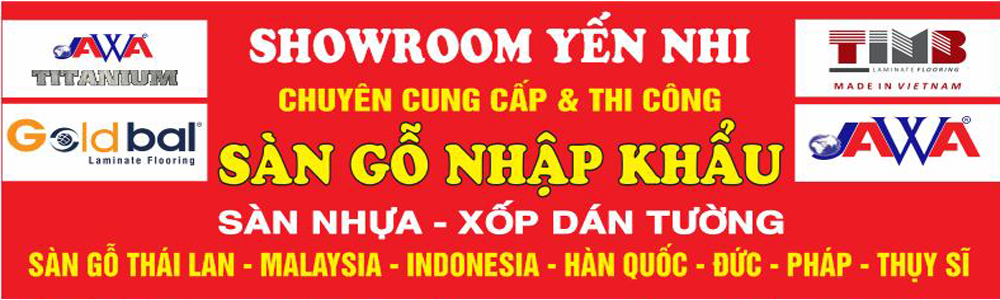 AWA
TITANIUM
Goldbal
Laminate Flooring
SHOWROOM YẾN NHI
CHUYÊN CUNG CẤP & THI CÔNG
SÀN GỖ NHẬP KHẨU
SÀN NHỰA - XỐP DÁN TƯỜNG
SÀN GỖ THÁI LAN - MALAYSIA - INDONESIA - HÀN QUỐC - ĐỨC - PHÁP - THỤY SĨ
TIMB
LAMINATE FLOORING
MADE IN VIETNAM
AWA